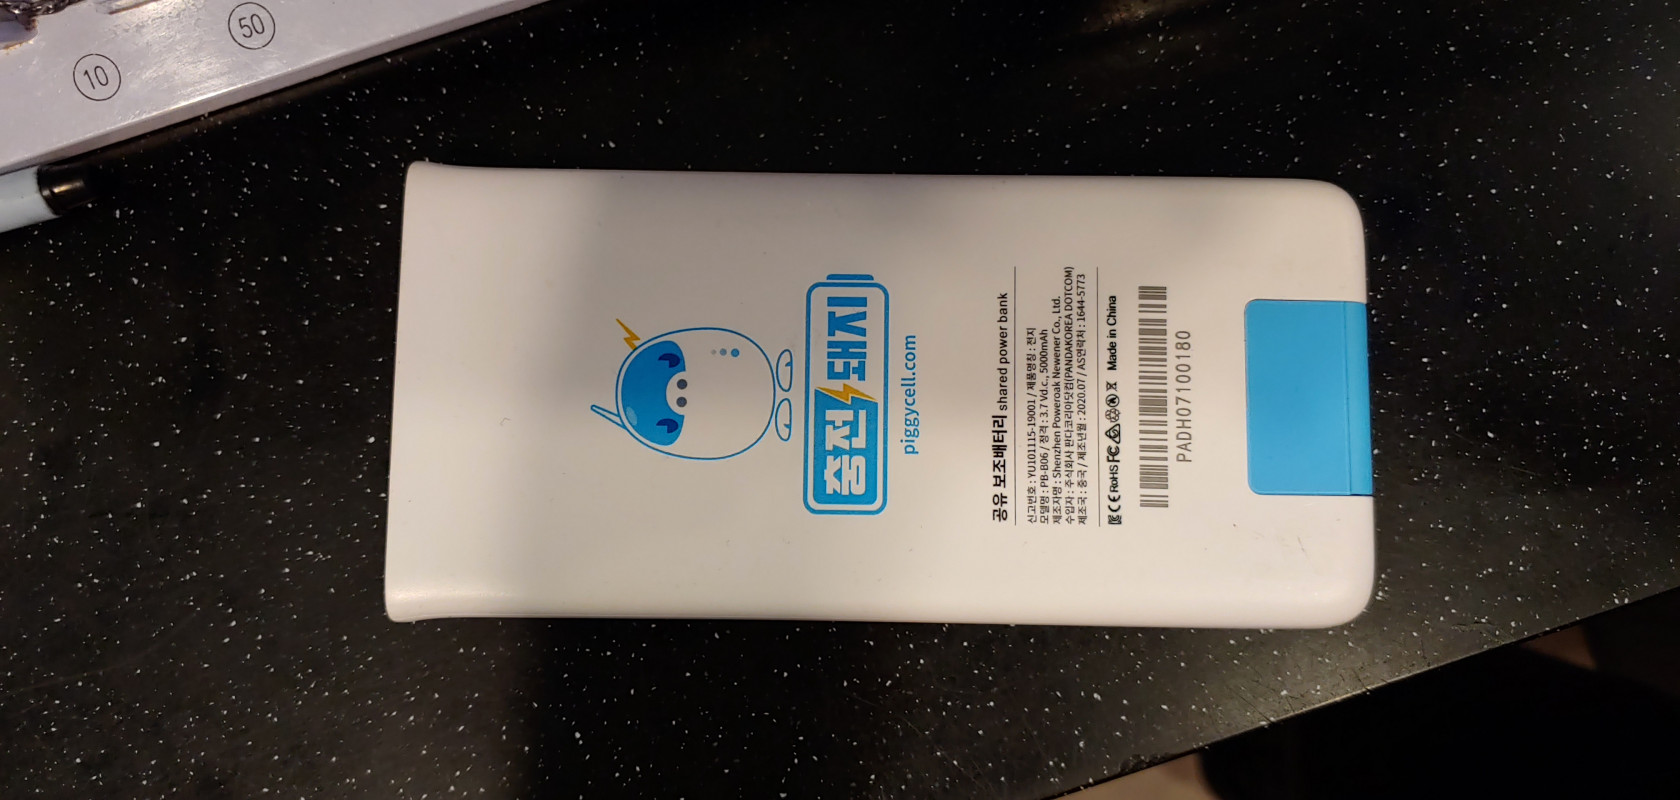 10
50
충전돼지
piggycell.com
공유 보조배터리 shared power bank
신고번호 : YU101115-19001 / 제품명칭 : 전지
모델명 : PB-B06 / 정격 : 3.7 Vd.c., 5000mAh
제조자명 : Shenzhen Poweroak Newener Co., Ltd.
수입자 : 주식회사 판다코리아닷컴(PANDAKOREA DOTCOM)
제조국 : 중국 / 제조년월 : 2020.07 / AS연락처 : 1644-5773
CE RoHS FC Made in China
PADH07100180